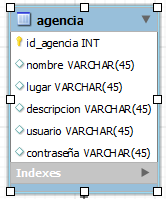 agencia
id_agencia INT
nombre VARCHAR(45)
lugar VARCHAR(45)
descripcion VARCHAR(45)
usuario VARCHAR(45)
contraseña VARCHAR(45)
Indexes